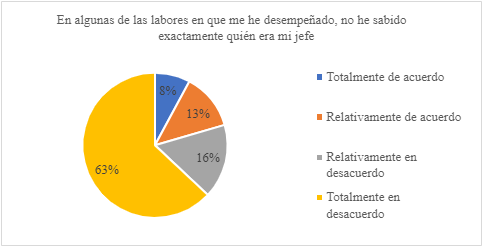 En algunas de las labores en que me he desempeñado, no he sabido
exactamente quién era mi jefe
8%
13%
16%
63%
Totalmente de acuerdo
Relativamente de acuerdo
Relativamente en
desacuerdo
Totalmente en
desacuerdo